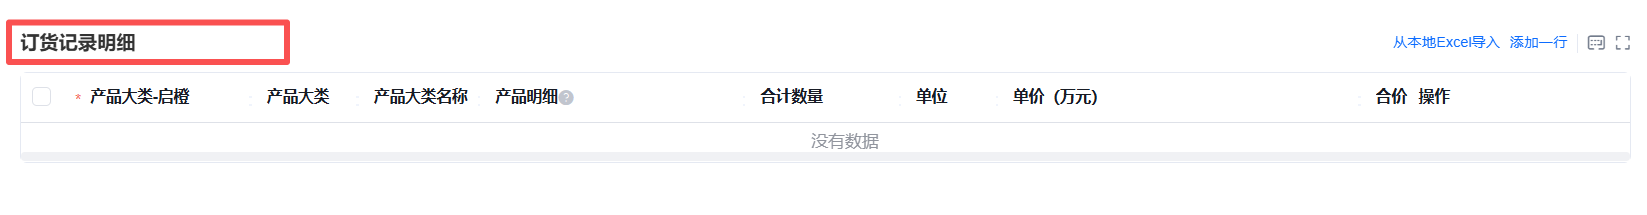 订货记录明细
从本地Excel导入 添加一行
* 产品大类-启橙 产品大类 产品大类名称 产品明细? 合计数量 单位 单价（万元） 合价 操作
没有数据